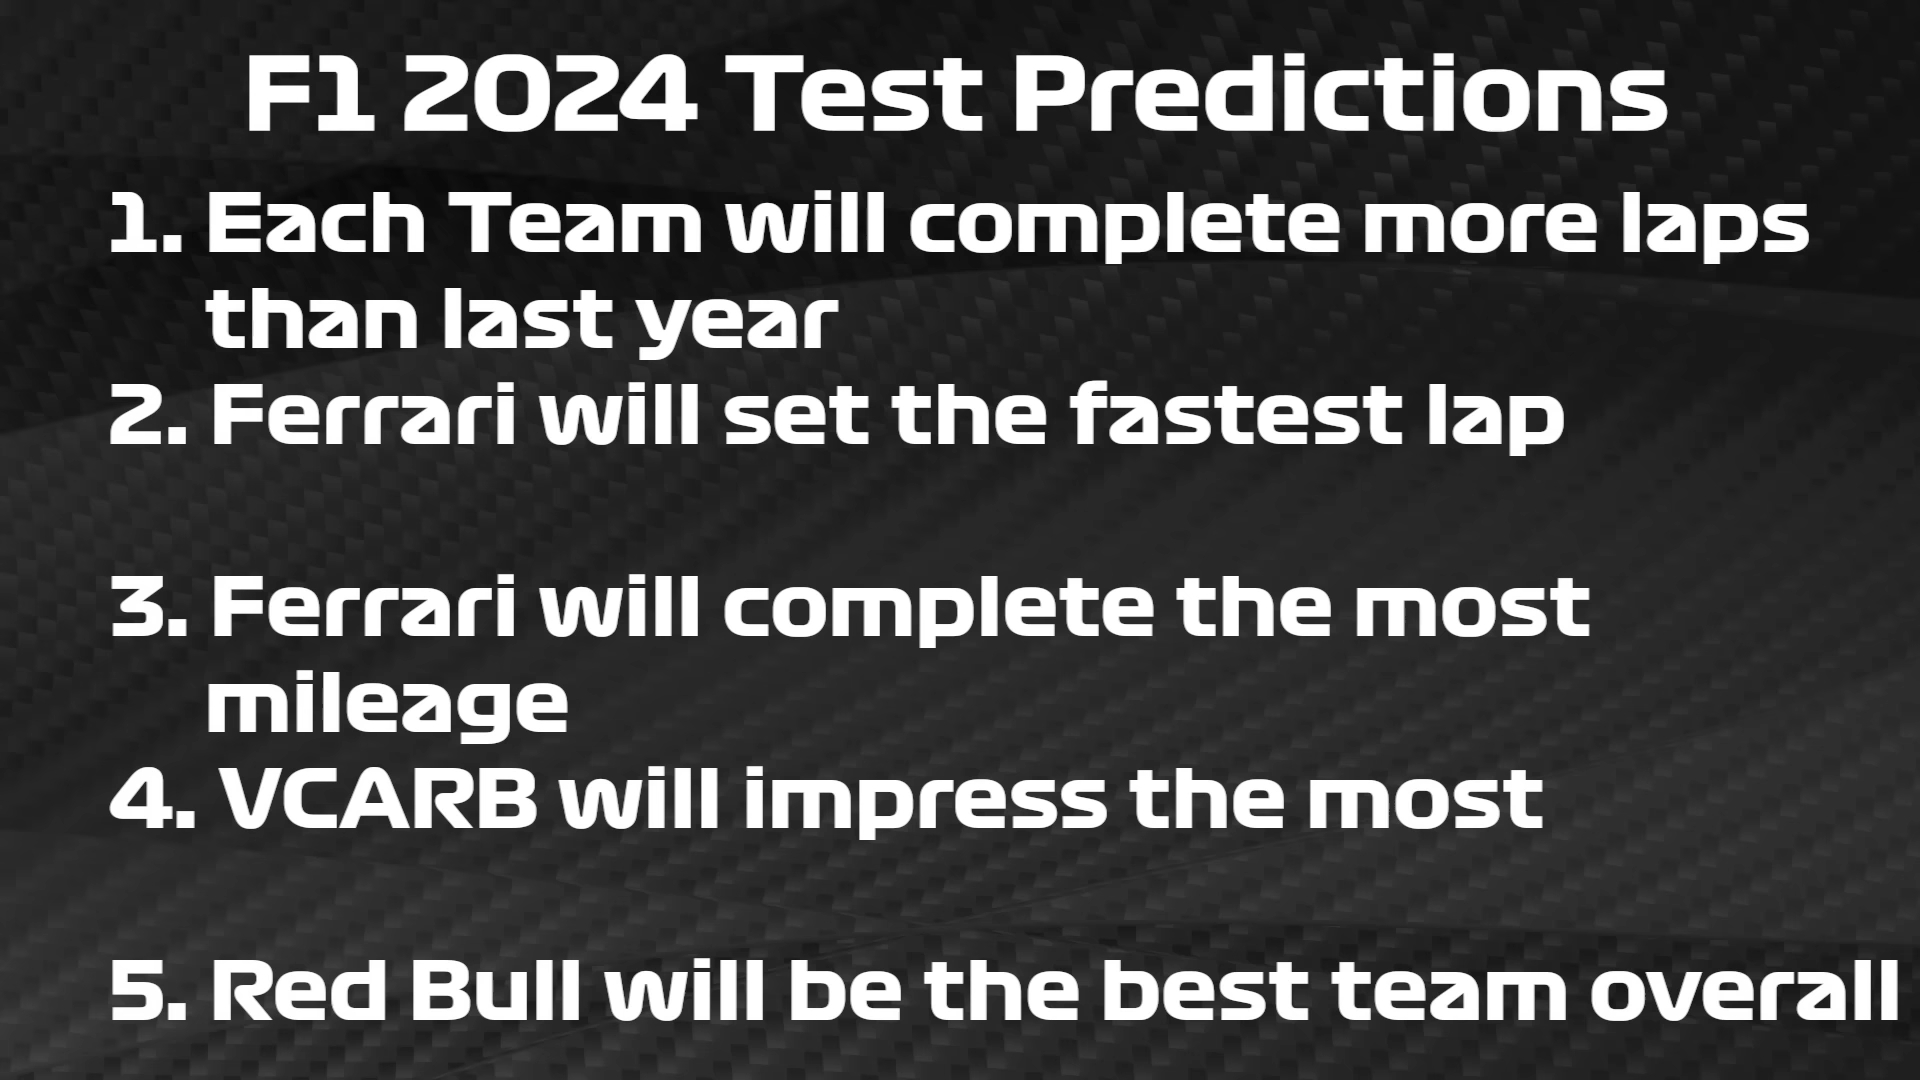 F1 2024 Test Predictions
1. Each Team will complete more laps
than last year
2. Ferrari will set the fastest lap
3. Ferrari will complete the most
mileage
4. VCARB will impress the most
5. Red Bull will be the best team overall